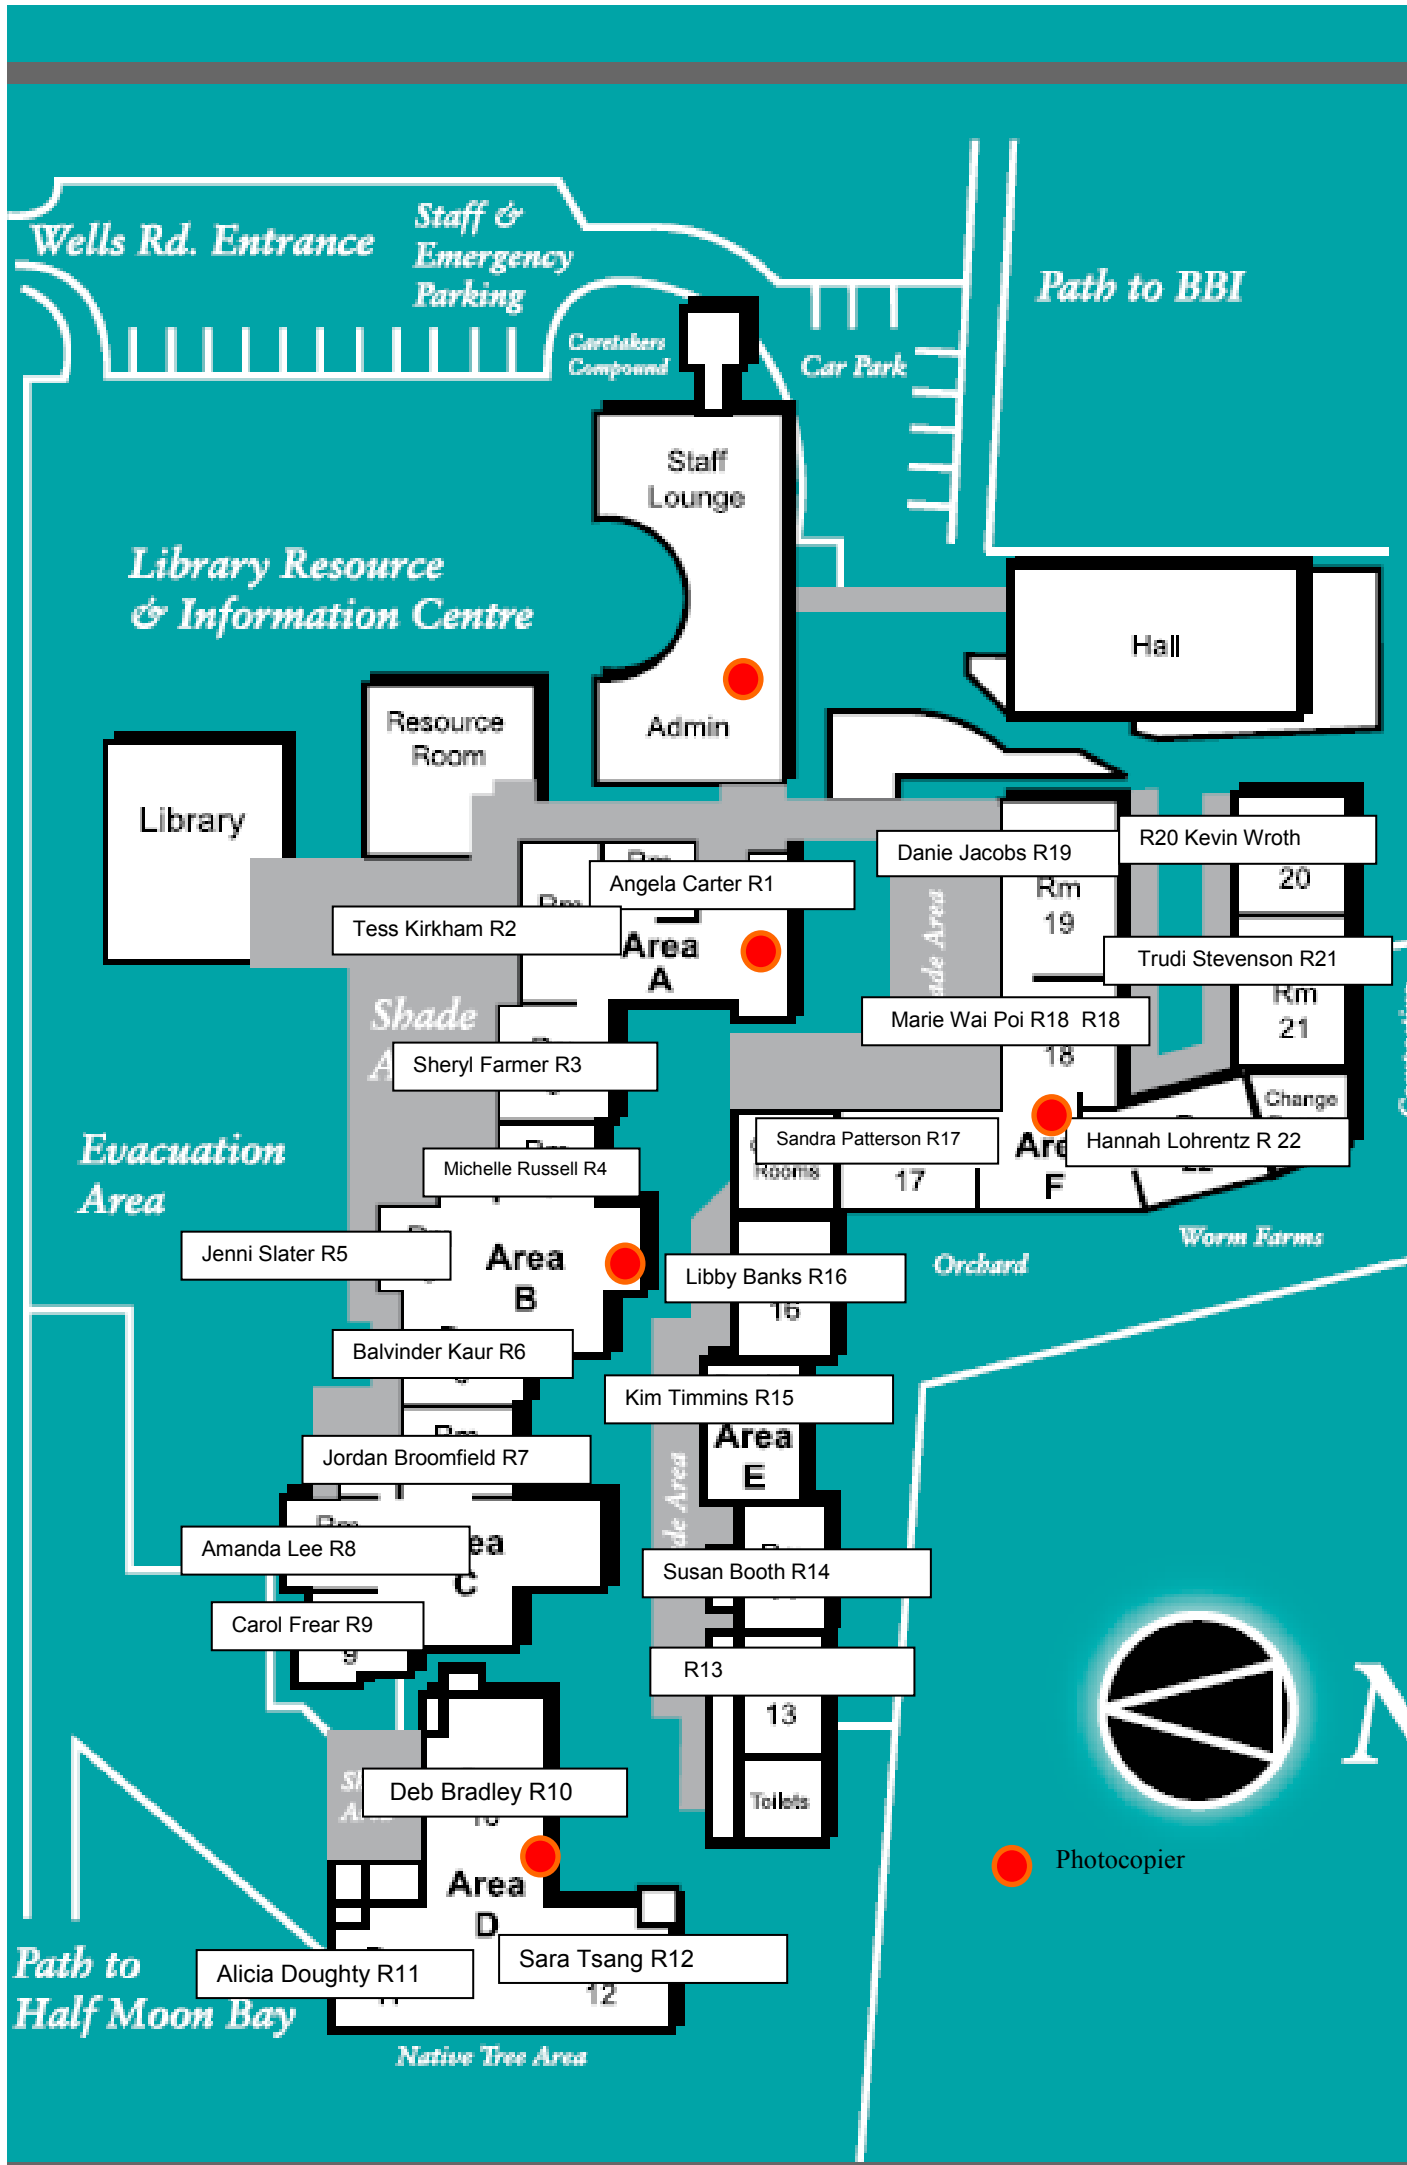 Wells Rd. Entrance
Staff &
Emergency
Parking
Path to BBI
Caretakers
Compound
Car Park
Staff
Lounge
Library Resource
& Information Centre
Hall
Resource
Room
Admin
Library
Danie Jacobs R19
R20 Kevin Wroth
Rm
19
20
Angela Carter R1
Tess Kirkham R2
Area
A
Trudi Stevenson R21
Rm
21
Shade
Marie Wai Poi R18  R18
18
Sheryl Farmer R3
Change
Evacuation
Area
Michelle Russell R4
Sandra Patterson R17
Rooms
17
F
Hannah Lohrentz R 22
Worm Farms
Orchard
Jenni Slater R5
Area
B
Libby Banks R16
16
Balvinder Kaur R6
Kim Timmins R15
Area
E
Jordan Broomfield R7
Amanda Lee R8
C
Susan Booth R14
Carol Frear R9
9
R13
13
N
Toilets
Deb Bradley R10
Area
D
Photocopier
Path to
Half Moon Bay
Alicia Doughty R11
Sara Tsang R12
12
Native Tree Area